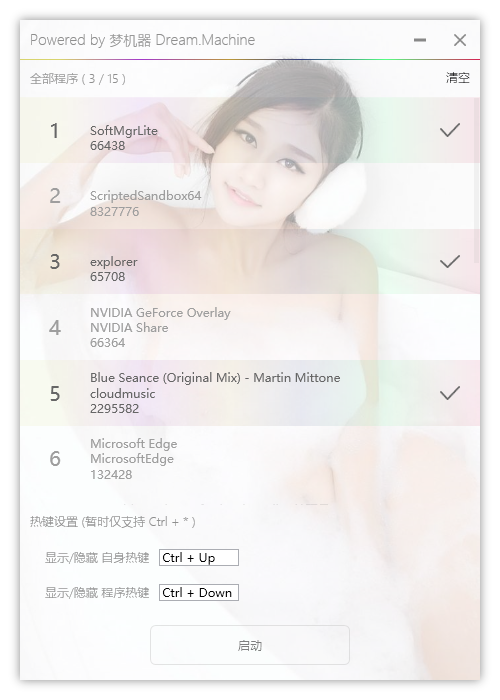 Powered by 梦机器 Dream.Machine
全部程序 ( 3 / 15 )
清空
1
SoftMgrLite
66438
2
ScriptedSandbox64
8327776
3
explorer
65708
4
NVIDIA GeForce Overlay
NVIDIA Share
66364
5
Blue Seance (Original Mix) - Martin Mittone
cloudmusic
2295582
6
Microsoft Edge
MicrosoftEdge
132428
热键设置 (暂时仅支持 Ctrl + * )
显示/隐藏 自身热键 Ctrl + Up
显示/隐藏 程序热键 Ctrl + Down
启动